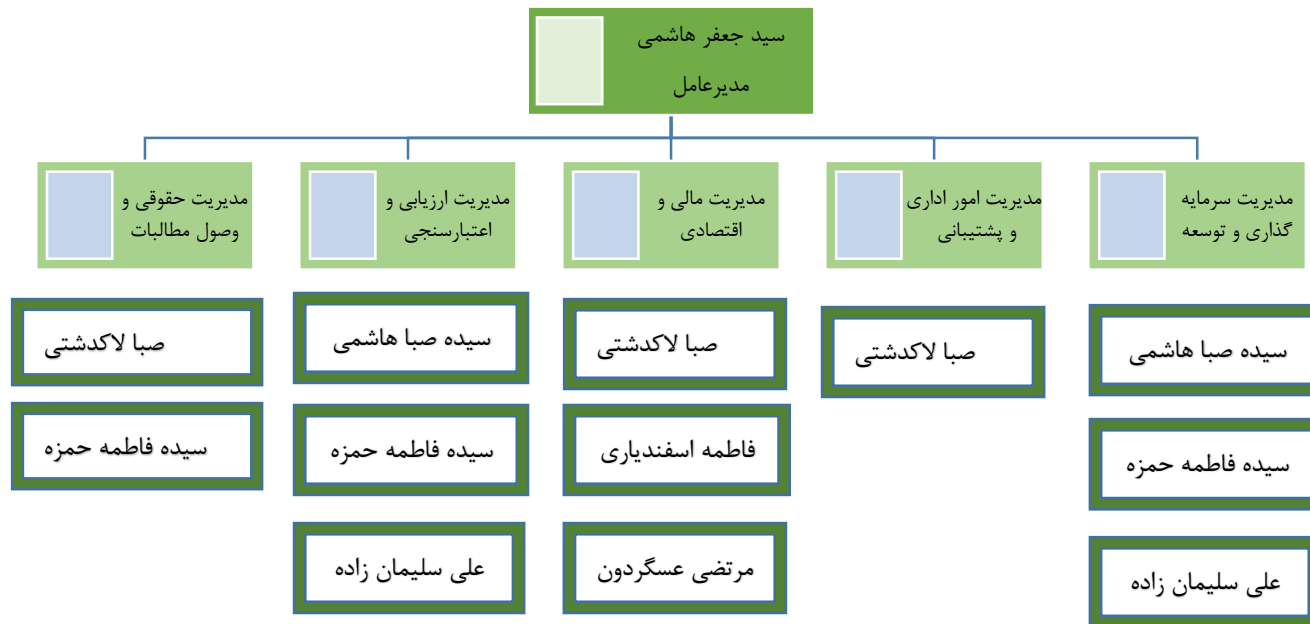 سید جعفر هاشمی
مدیرعامل
مدیریت سرمایه
گذاری و توسعه
مدیریت امور اداری
و پشتیبانی
مدیریت مالی و
اقتصادی
مدیریت ارزیابی و
اعتبارسنجی
مدیریت حقوقی و
وصول مطالبات
سیده صبا هاشمی
صبا لاکدشتی
صبا لاکدشتی
سیده صبا هاشمی
صبا لاکدشتی
سیده فاطمه حمزه
فاطمه اسفندیاری
سیده فاطمه حمزه
سیده فاطمه حمزه
علی سلیمان زاده
مرتضی عسگردون
علی سلیمان زاده